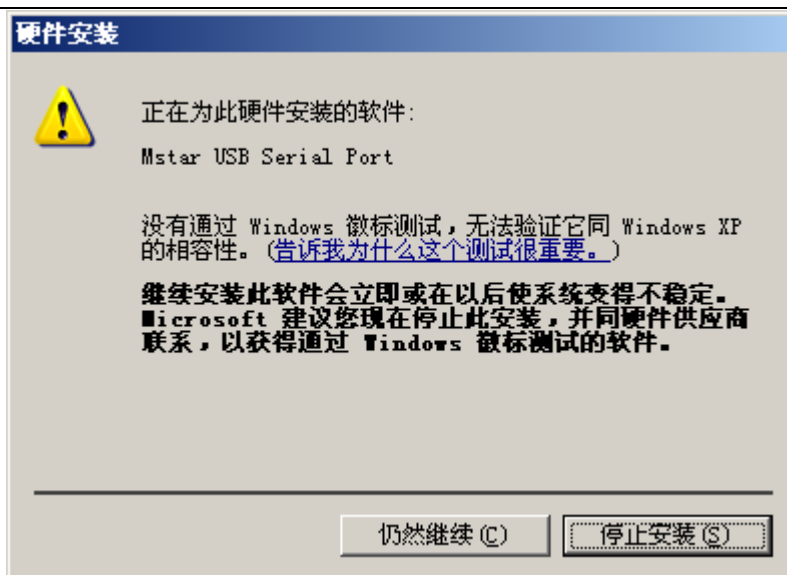 硬件安装
正在为此硬件安装的软件:
Mstar USB Serial Port
没有通过 Windows 徽标测试，无法验证它同 Windows XP
的相容性。(告诉我为什么这个测试很重要。)
继续安装此软件会立即或在以后使系统变得不稳定。
Microsoft 建议您现在停止此安装，并同硬件供应商
联系，以获得通过 Windows 徽标测试的软件。
仍然继续(C)
停止安装(S)